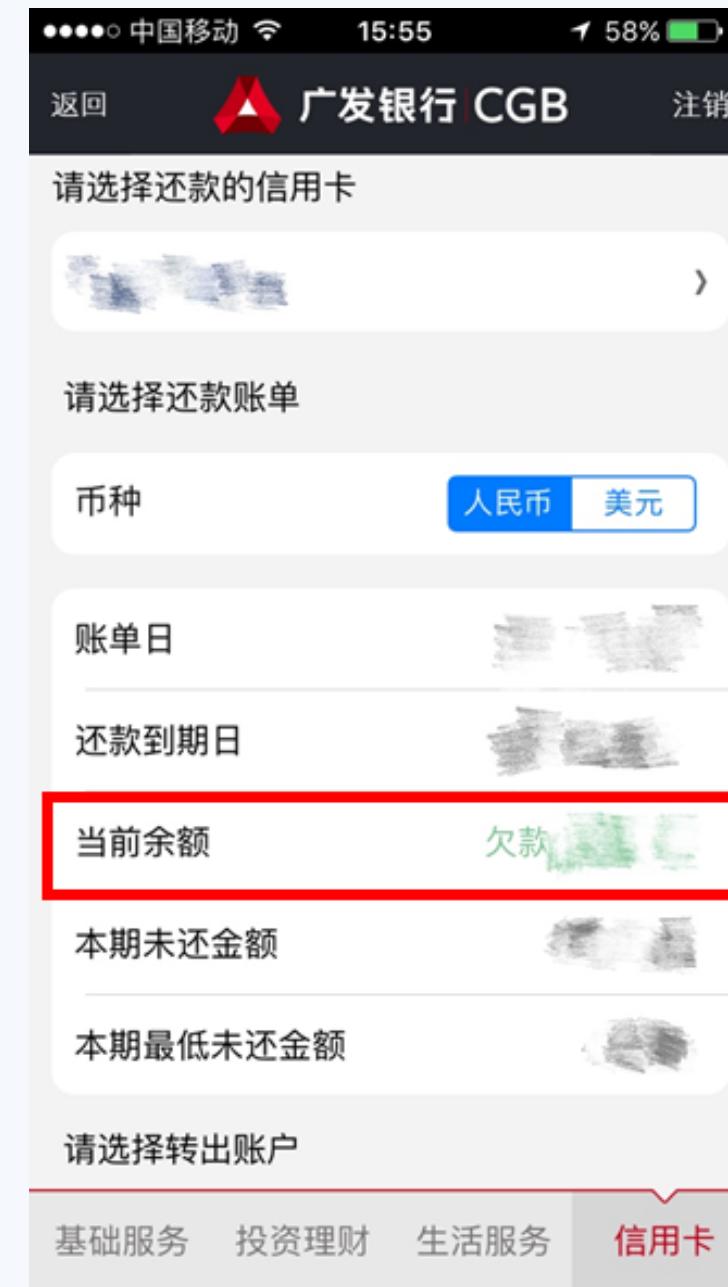 中国移动 15:55 58%
返回 广发银行 CGB 注销
请选择还款的信用卡
请选择还款账单
币种 人民币 美元
账单日
还款到期日
当前余额 欠款
本期未还金额
本期最低未还金额
请选择转出账户
基础服务 投资理财 生活服务 信用卡